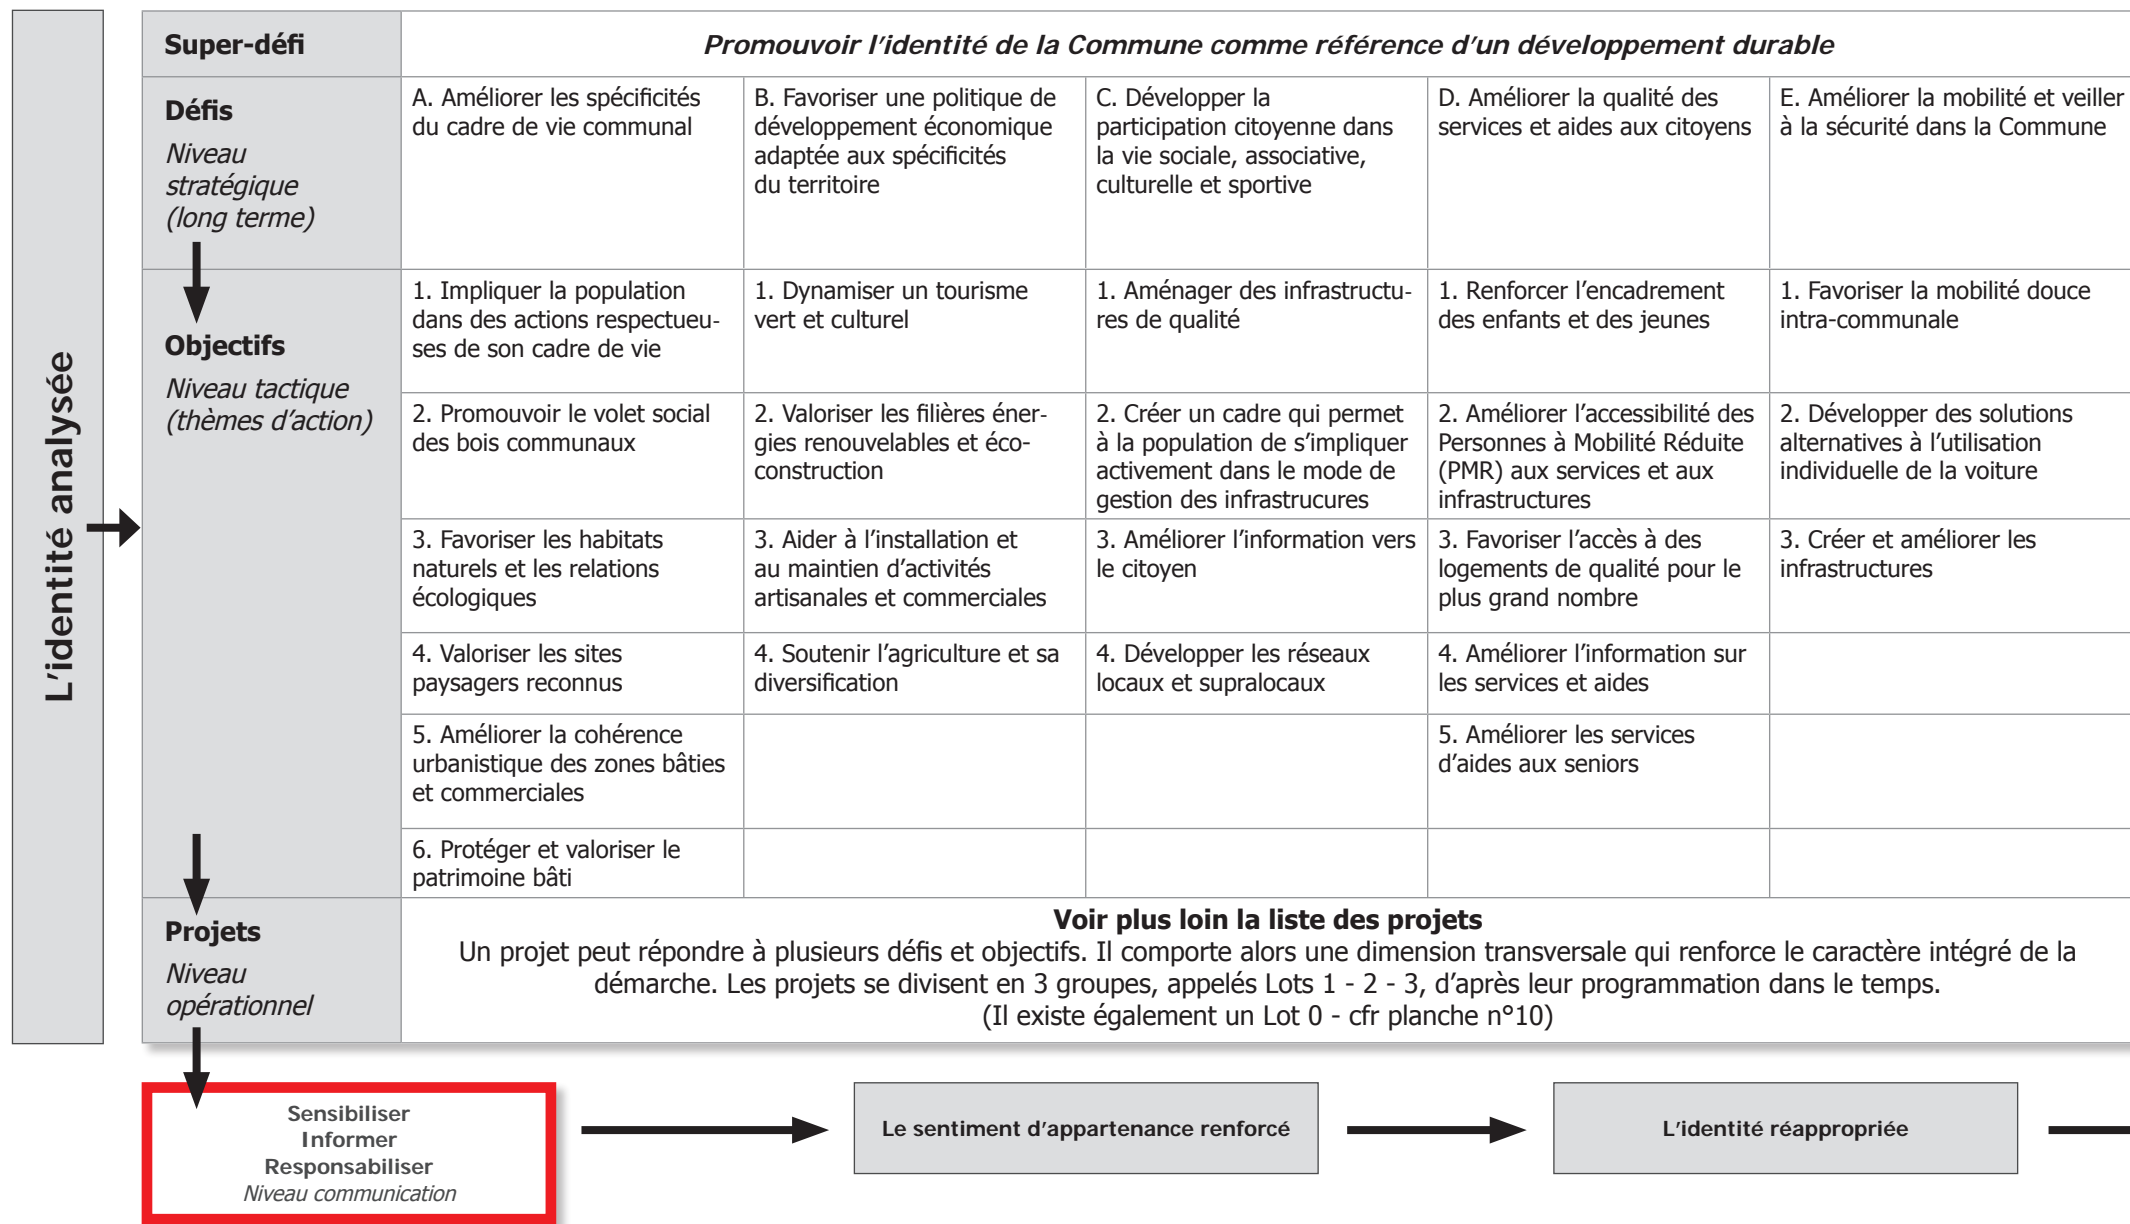 L'identité analysée
Super-défi
Promouvoir l'identité de la Commune comme référence d'un développement durable
Défis
Niveau
stratégique
(long terme)
A. Améliorer les spécificités
du cadre de vie communal
B. Favoriser une politique de
développement économique
adaptée aux spécificités
du territoire
C. Développer la
participation citoyenne dans
la vie sociale, associative,
culturelle et sportive
D. Améliorer la qualité des
services et aides aux citoyens
E. Améliorer la mobilité et veiller
à la sécurité dans la Commune
Objectifs
Niveau tactique
(thèmes d'action)
1. Impliquer la population
dans des actions respectueu-
ses de son cadre de vie
1. Dynamiser un tourisme
vert et culturel
1. Aménager des infrastructu-
res de qualité
1. Renforcer l'encadrement
des enfants et des jeunes
1. Favoriser la mobilité douce
intra-communale
2. Promouvoir le volet social
des bois communaux
2. Valoriser les filières éner-
gies renouvelables et éco-
construction
2. Créer un cadre qui permet
à la population de s'impliquer
activement dans le mode de
gestion des infrastrucures
2. Améliorer l'accessibilité des
Personnes à Mobilité Réduite
(PMR) aux services et aux
infrastructures
2. Développer des solutions
alternatives à l'utilisation
individuelle de la voiture
3. Favoriser les habitats
naturels et les relations
écologiques
3. Aider à l'installation et
au maintien d'activités
artisanales et commerciales
3. Améliorer l'information vers
le citoyen
3. Favoriser l'accès à des
logements de qualité pour le
plus grand nombre
3. Créer et améliorer les
infrastructures
4. Valoriser les sites
paysagers reconnus
4. Soutenir l'agriculture et sa
diversification
4. Développer les réseaux
locaux et supralocaux
4. Améliorer l'information sur
les services et aides
5. Améliorer la cohérence
urbanistique des zones bâties
et commerciales
5. Améliorer les services
d'aides aux seniors
6. Protéger et valoriser le
patrimoine bâti
Projets
Niveau
opérationnel
Voir plus loin la liste des projets
Un projet peut répondre à plusieurs défis et objectifs. Il comporte alors une dimension transversale qui renforce le caractère intégré de la
démarche. Les projets se divisent en 3 groupes, appelés Lots 1 - 2 - 3, d'après leur programmation dans le temps.
(Il existe également un Lot 0 - cfr planche n°10)
Sensibiliser
Informer
Responsabiliser
Niveau communication
Le sentiment d'appartenance renforcé
L'identité réappropriée